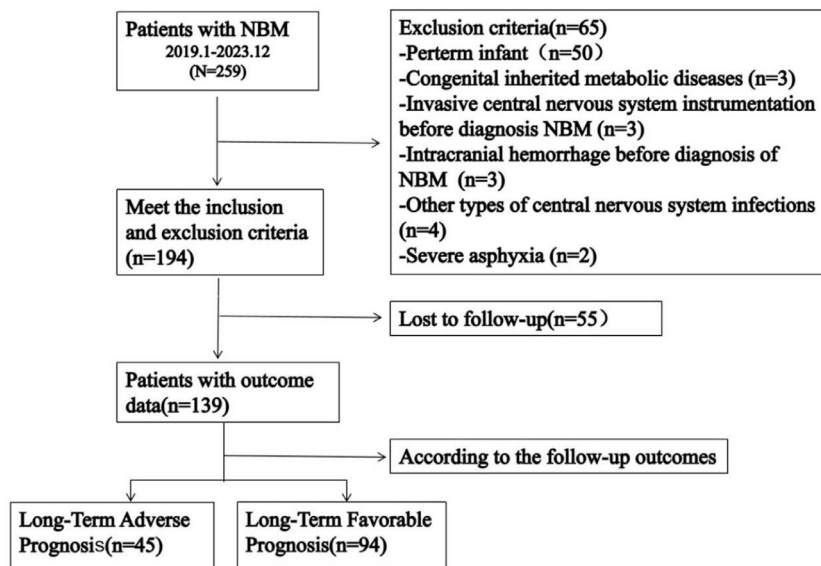 Patients with NBM
2019.1-2023.12
(N=259)
Exclusion criteria(n=65)
-Perterm infant（n=50）
-Congenital inherited metabolic diseases (n=3)
-Invasive central nervous system instrumentation
before diagnosis NBM (n=3)
-Intracranial hemorrhage before diagnosis of
NBM (n=3)
-Other types of central nervous system infections
(n=4)
-Severe asphyxia (n=2)
Meet the inclusion
and exclusion criteria
(n=194)
Lost to follow-up(n=55）
Patients with outcome
data(n=139)
According to the follow-up outcomes
Long-Term Adverse
Prognosis(n=45)
Long-Term Favorable
Prognosis(n=94)